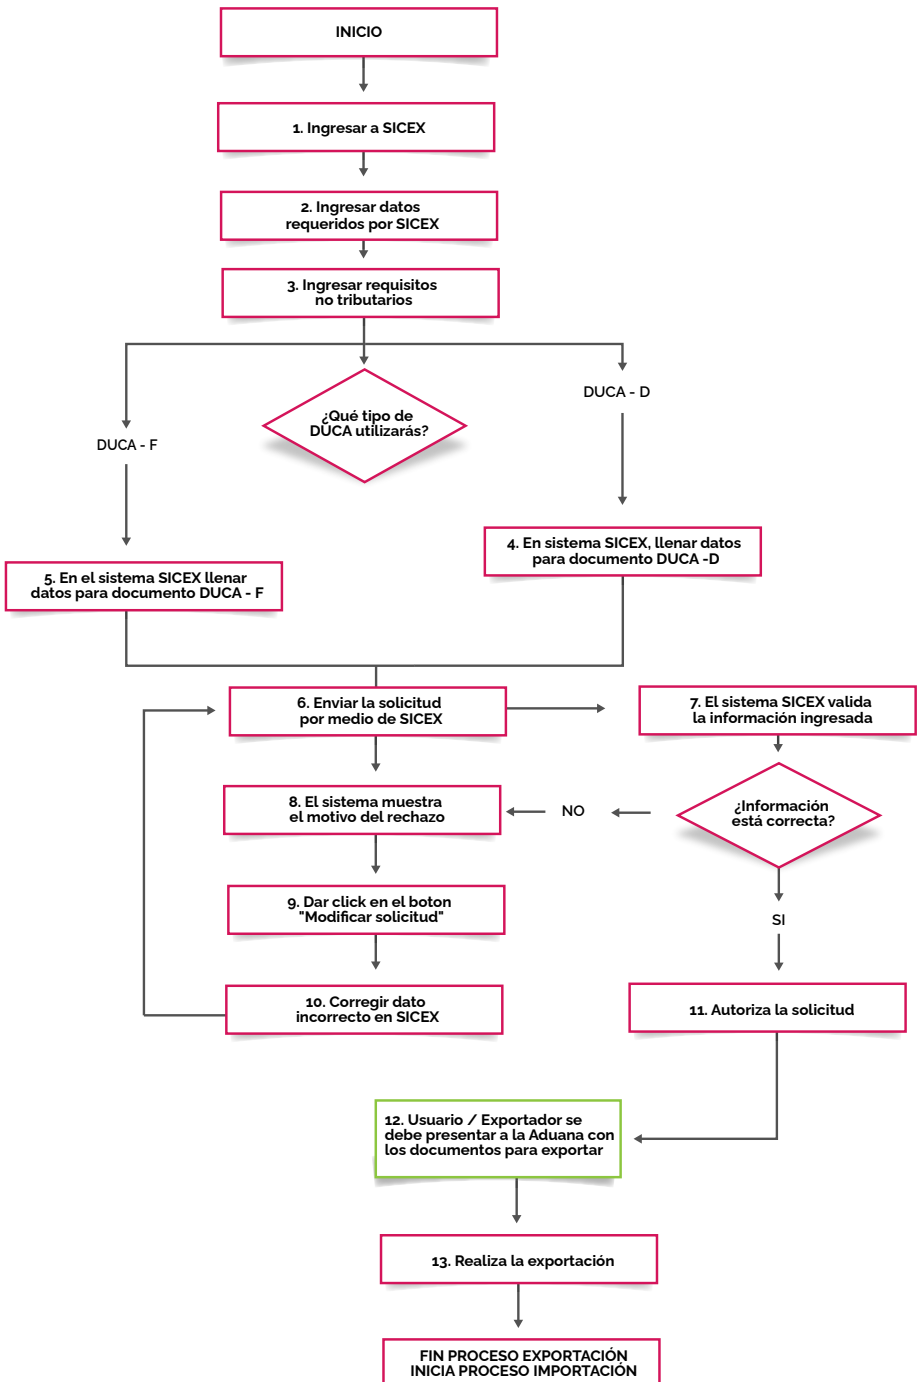 INICIO
1. Ingresar a SICEX
2. Ingresar datos
requeridos por SICEX
3. Ingresar requisitos
no tributarios
¿Qué tipo de
DUCA utilizarás?
DUCA - D
DUCA - F
4. En sistema SICEX, llenar datos
para documento DUCA -D
5. En el sistema SICEX llenar
datos para documento DUCA - F
6. Enviar la solicitud
por medio de SICEX
7. El sistema SICEX valida
la información ingresada
¿Información
está correcta?
NO
8. El sistema muestra
el motivo del rechazo
9. Dar click en el boton
"Modificar solicitud"
10. Corregir dato
incorrecto en SICEX
SI
11. Autoriza la solicitud
12. Usuario / Exportador se
debe presentar a la Aduana con
los documentos para exportar
13. Realiza la exportación
FIN PROCESO EXPORTACIÓN
INICIA PROCESO IMPORTACIÓN